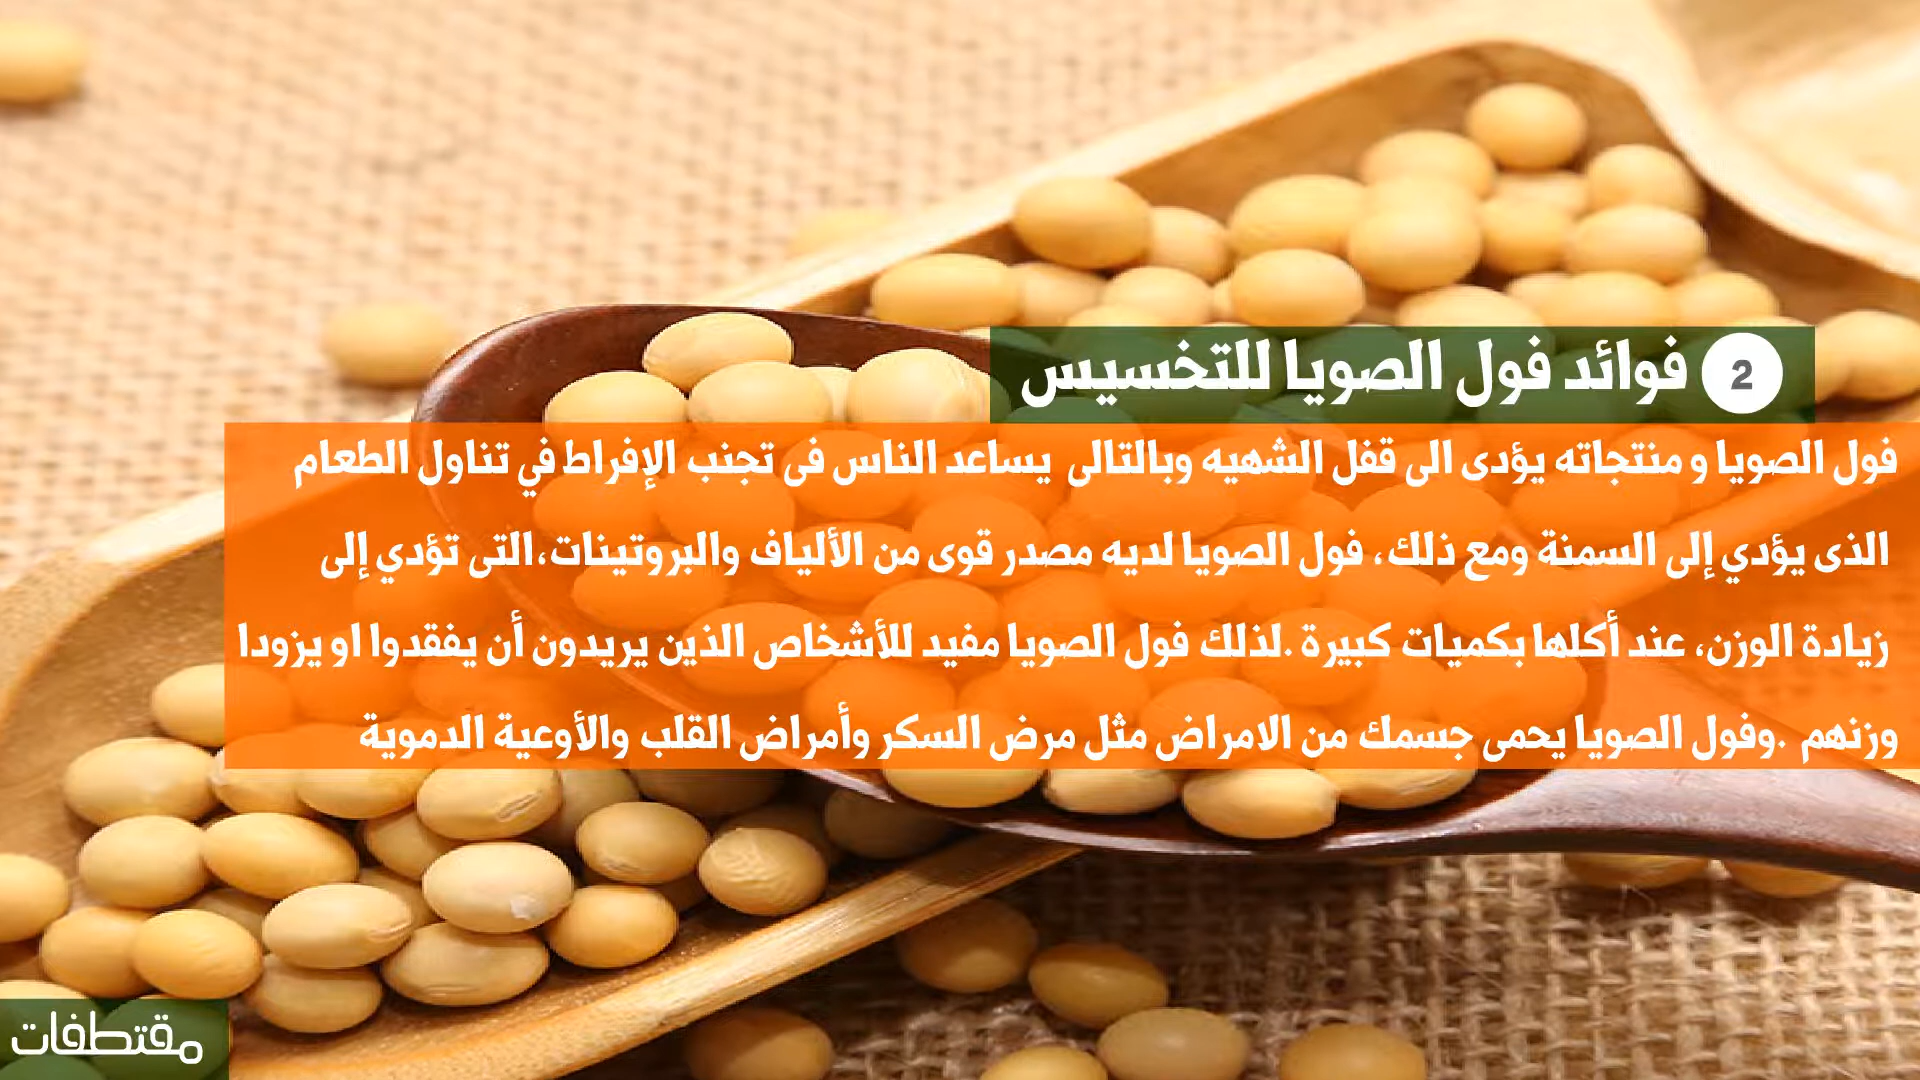 2 فوائد فول الصويا للتخسيس
فول الصويا و منتجاته يؤدى الى قفل الشهيه وبالتالى يساعد الناس فى تجنب الإفراط في تناول الطعام
الذى يؤدي إلى السمنة ومع ذلك، فول الصويا لديه مصدر قوى من الألياف والبروتينات،التى تؤدي إلى
زيادة الوزن، عند أكلها بكميات كبيرة .لذلك فول الصويا مفيد للأشخاص الذين يريدون أن يفقدوا او يزودا
وزنهم .وفول الصويا يحمى جسمك من الامراض مثل مرض السكر وأمراض القلب والأوعية الدموية
مقتطفات